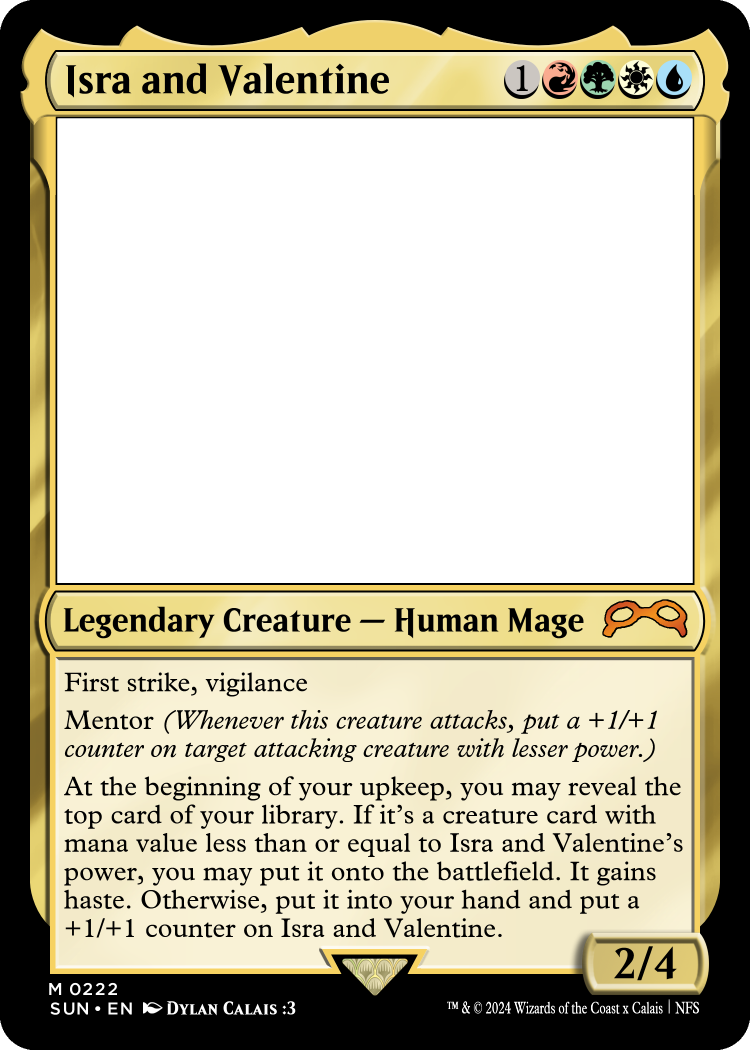 Isra and Valentine 1
Legendary Creature — Human Mage
First strike, vigilance
Mentor (Whenever this creature attacks, put a +1/+1
counter on target attacking creature with lesser power.)
At the beginning of your upkeep, you may reveal the
top card of your library. If it's a creature card with
mana value less than or equal to Isra and Valentine's
power, you may put it onto the battlefield. It gains
haste. Otherwise, put it into your hand and put a
+1/+1 counter on Isra and Valentine.
2/4
M 0222
SUN • EN Dylan Calais :3
™ & © 2024 Wizards of the Coast x Calais | NFS